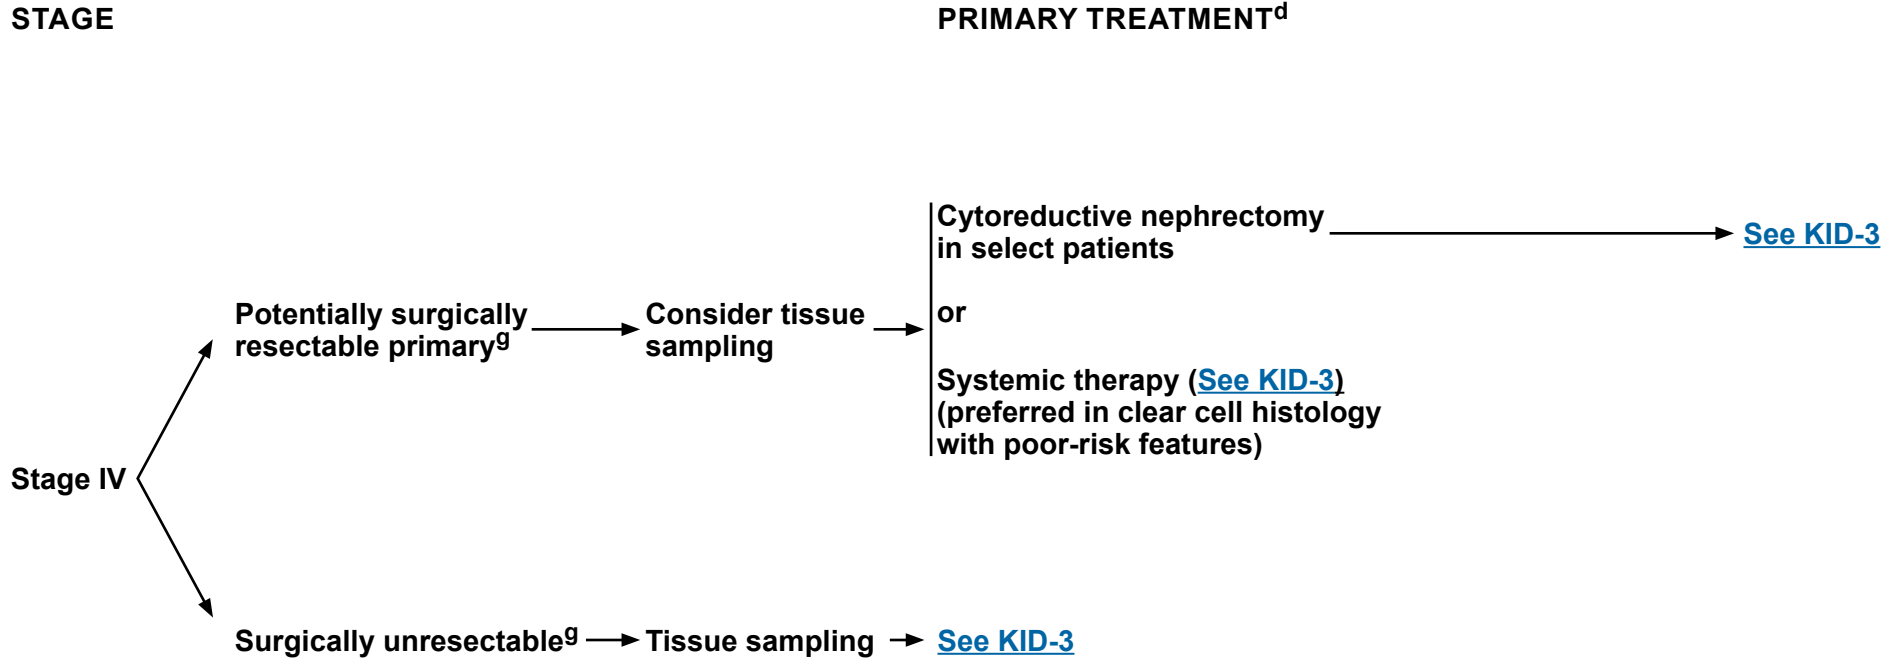 STAGE
PRIMARY TREATMENTd
Cytoreductive nephrectomy
in select patients
See KID-3
Potentially surgically
resectable primaryg
Consider tissue
sampling
or
Systemic therapy (See KID-3)
(preferred in clear cell histology
with poor-risk features)
Stage IV
Surgically unresectableg
Tissue sampling
See KID-3